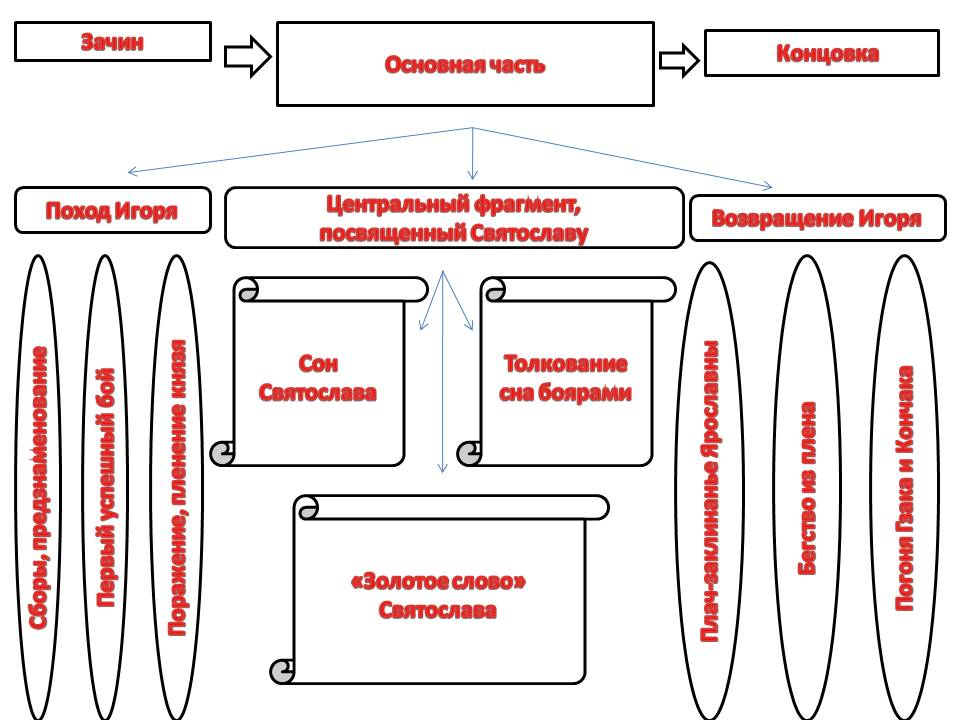 Зачин
Основная часть
Концовка
Поход Игоря
Центральный фрагмент,
посвященный Святославу
Возвращение Игоря
Сборы, предзнаменование
Первый успешный бой
Поражение, пленение князя
Сон
Святослава
Толкование
сна боярами
«Золотое слово»
Святослава
Плач-заклинанье Ярославны
Бегство из плена
Погоня Гзака и Кончака